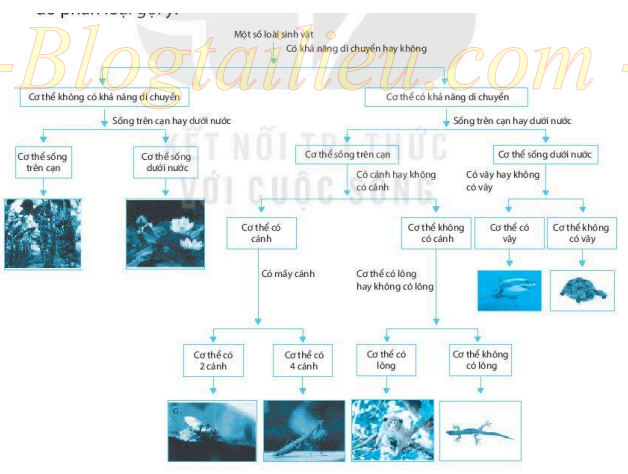 đồ phân loại gợi ý.
Một số loài sinh vật
Có khả năng di chuyển hay không
-Blogtailieu.com -
Cơ thể không có khả năng di chuyển
Cơ thể có khả năng di chuyển
Sống trên cạn hay dưới nước
Sống trên cạn hay dưới nước
KẾT NỐI TRI THỨC
VỚI CUỘC SỐNG
Cơ thể sống
trên cạn
Cơ thể sống
dưới nước
Cơ thể sống trên cạn
Cơ thể sống dưới nước
Có cánh hay không
có cánh
Có vây hay không
có vây
Cơ thể có
cánh
Cơ thể không
có cánh
Cơ thể có
vây
Cơ thể không
có vây
Có mấy cánh
Cơ thể có lông
hay không có lông
Cơ thể có
2 cánh
Cơ thể có
4 cánh
Cơ thể có
lông
Cơ thể không
có lông
G